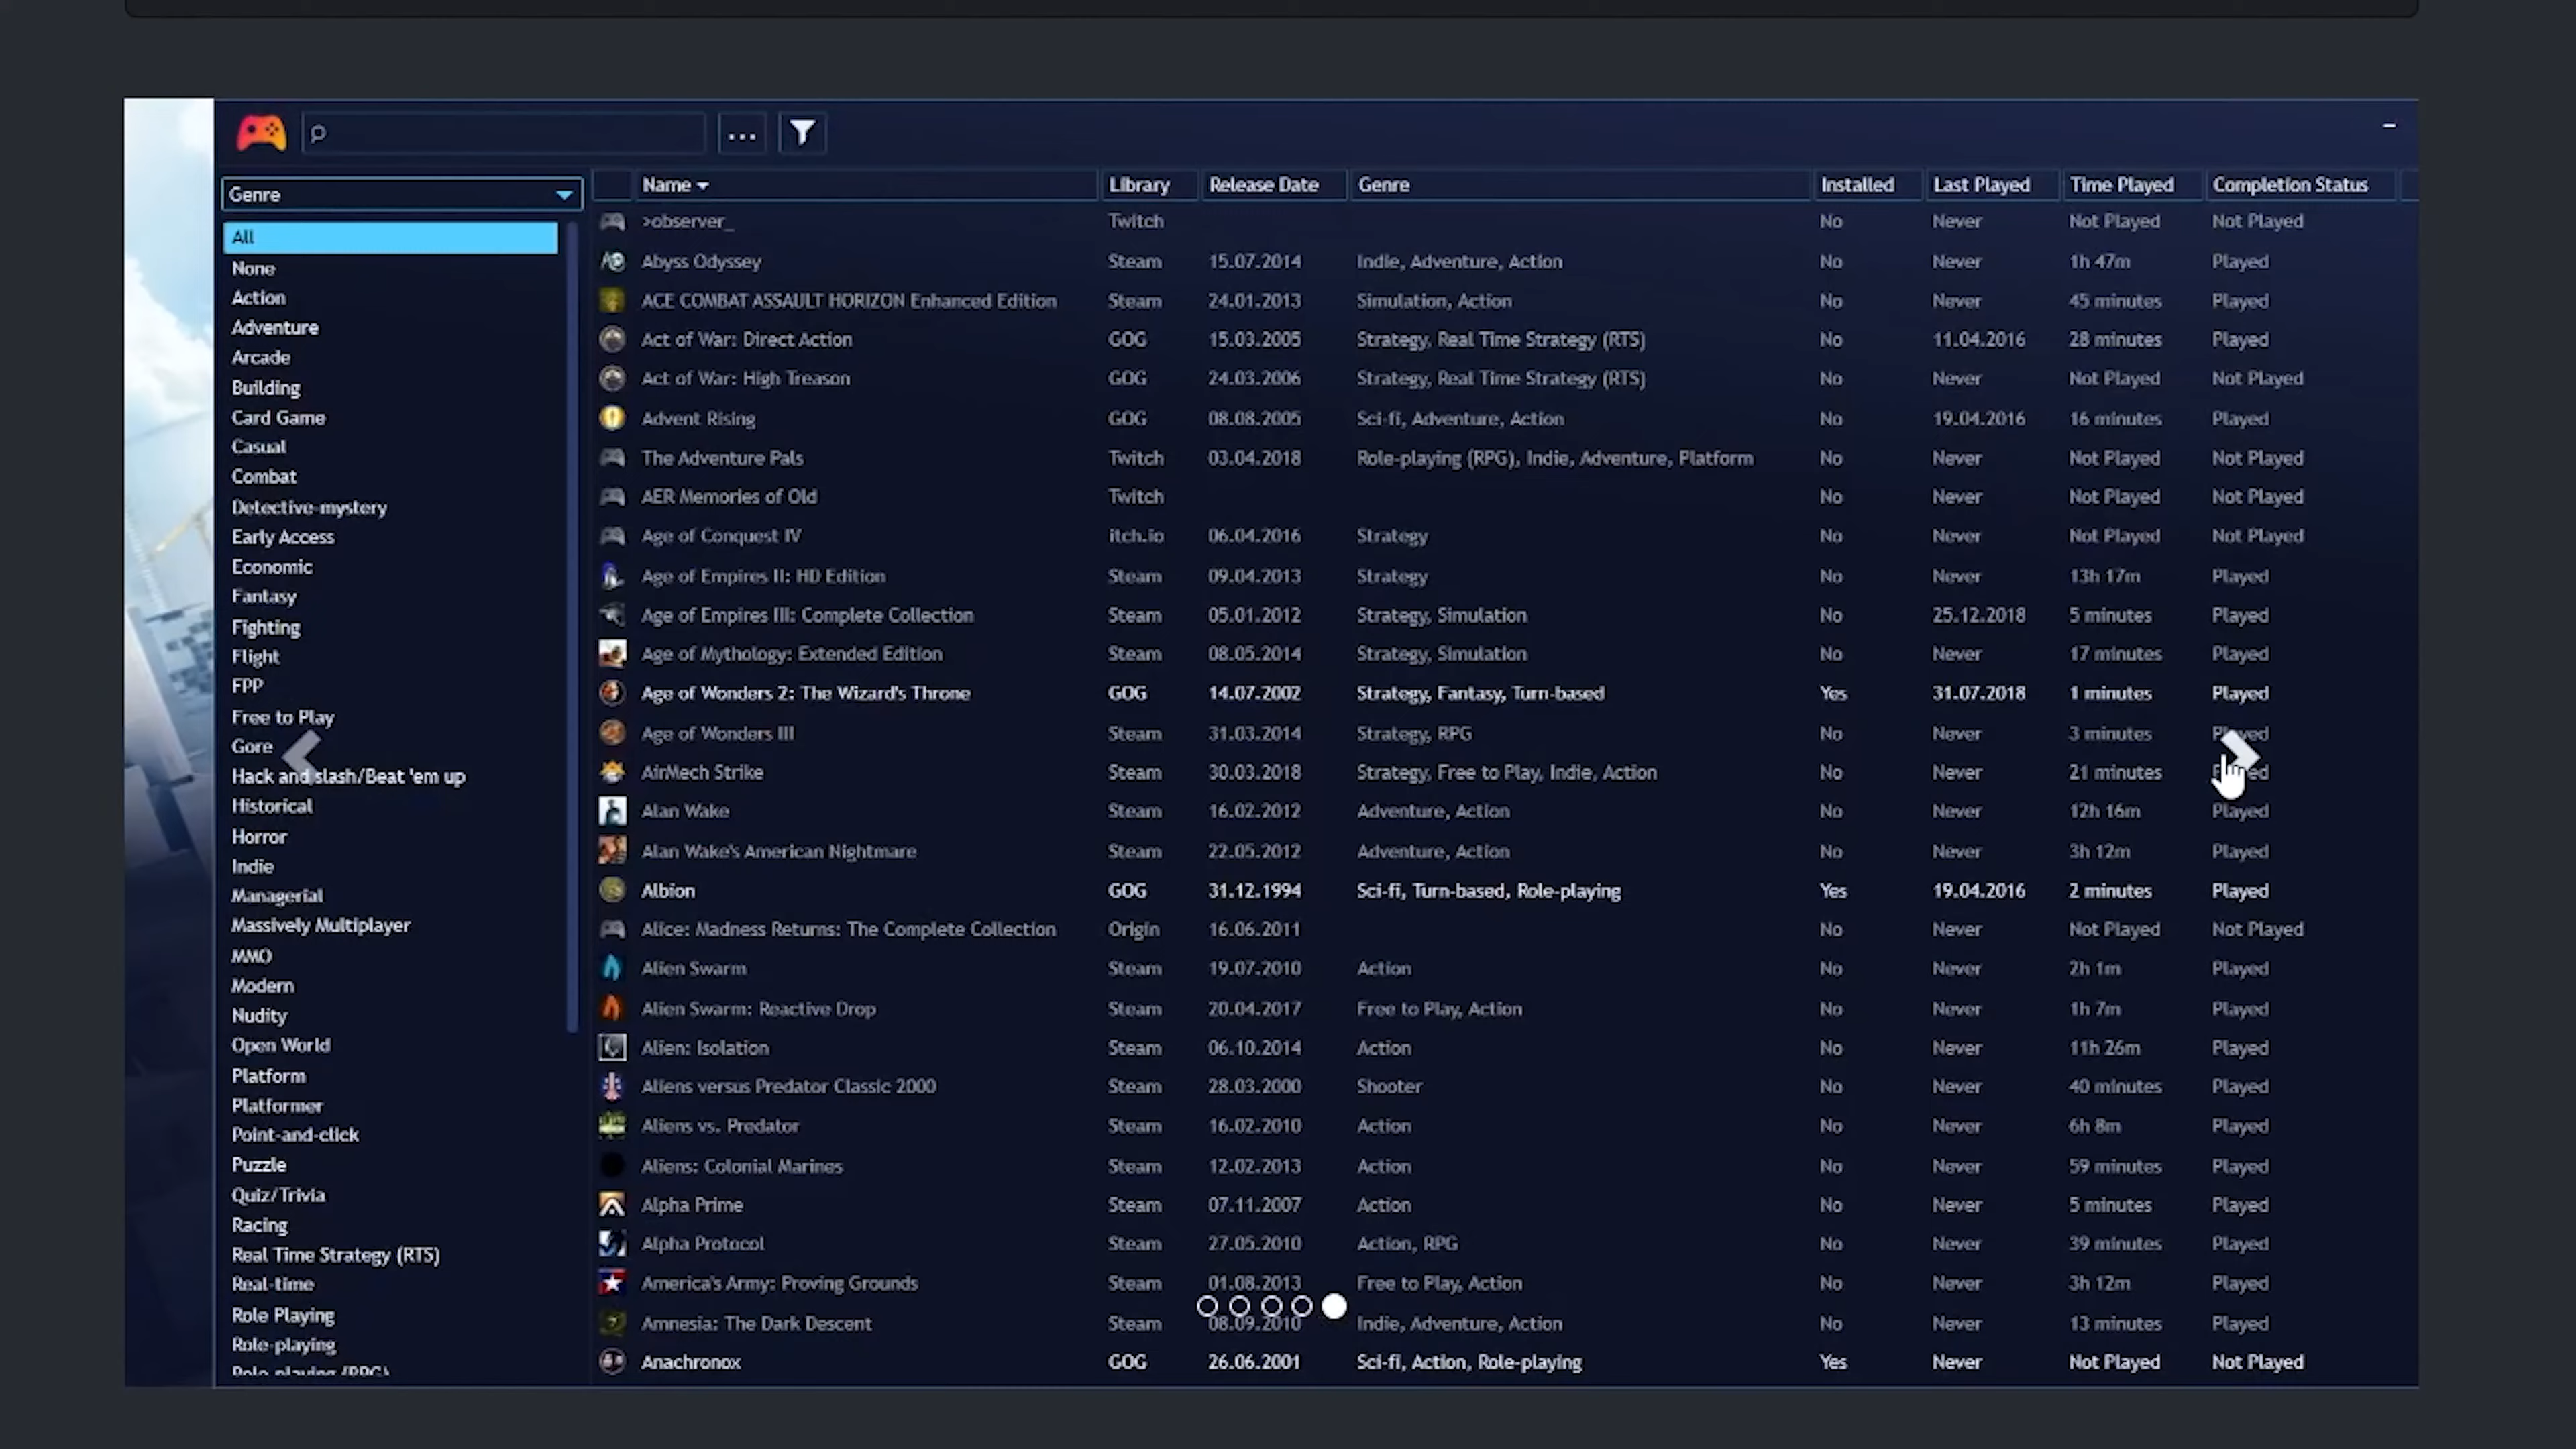 ...
Genre
All
None
Action
Adventure
Arcade
Building
Card Game
Casual
Combat
Detective-mystery
Early Access
Economic
Fantasy
Fighting
Flight
FPP
Free to Play
Gore
Hack and slash/Beat 'em up
Historical
Horror
Indie
Managerial
Massively Multiplayer
MMO
Modern
Nudity
Open World
Platform
Platformer
Point-and-click
Puzzle
Quiz/Trivia
Racing
Real Time Strategy (RTS)
Real-time
Role Playing
Role-playing
Role-playing (RPG)
Name Library Release Date Genre Installed Last Played Time Played Completion Status
>observer_ Twitch No Never Not Played Not Played
Abyss Odyssey Steam 15.07.2014 Indie, Adventure, Action No Never 1h 47m Played
ACE COMBAT ASSAULT HORIZON Enhanced Edition Steam 24.01.2013 Simulation, Action No Never 45 minutes Played
Act of War: Direct Action GOG 15.03.2005 Strategy, Real Time Strategy (RTS) No 11.04.2016 28 minutes Played
Act of War: High Treason GOG 24.03.2006 Strategy, Real Time Strategy (RTS) No Never Not Played Not Played
Advent Rising GOG 08.08.2005 Sci-fi, Adventure, Action No 19.04.2016 16 minutes Played
The Adventure Pals Twitch 03.04.2018 Role-playing (RPG), Indie, Adventure, Platform No Never Not Played Not Played
AER Memories of Old Twitch No Never Not Played Not Played
Age of Conquest IV itch.io 06.04.2016 Strategy No Never Not Played Not Played
Age of Empires II: HD Edition Steam 09.04.2013 Strategy No Never 13h 17m Played
Age of Empires III: Complete Collection Steam 05.01.2012 Strategy, Simulation No 25.12.2018 5 minutes Played
Age of Mythology: Extended Edition Steam 08.05.2014 Strategy, Simulation No Never 17 minutes Played
Age of Wonders 2: The Wizard's Throne GOG 14.07.2002 Strategy, Fantasy, Turn-based Yes 31.07.2018 1 minutes Played
Age of Wonders III Steam 31.03.2014 Strategy, RPG No Never 3 minutes Played
AirMech Strike Steam 30.03.2018 Strategy, Free to Play, Indie, Action No Never 21 minutes Played
Alan Wake Steam 16.02.2012 Adventure, Action No Never 12h 16m Played
Alan Wake's American Nightmare Steam 22.05.2012 Adventure, Action No Never 3h 12m Played
Albion GOG 31.12.1994 Sci-fi, Turn-based, Role-playing Yes 19.04.2016 2 minutes Played
Alice: Madness Returns: The Complete Collection Origin 16.06.2011 No Never Not Played Not Played
Alien Swarm Steam 19.07.2010 Action No Never 2h 1m Played
Alien Swarm: Reactive Drop Steam 20.04.2017 Free to Play, Action No Never 1h 7m Played
Alien: Isolation Steam 06.10.2014 Action No Never 11h 26m Played
Aliens versus Predator Classic 2000 Steam 28.03.2000 Shooter No Never 40 minutes Played
Aliens vs. Predator Steam 16.02.2010 Action No Never 6h 8m Played
Aliens: Colonial Marines Steam 12.02.2013 Action No Never 59 minutes Played
Alpha Prime Steam 07.11.2007 Action No Never 5 minutes Played
Alpha Protocol Steam 27.05.2010 Action, RPG No Never 39 minutes Played
America's Army: Proving Grounds Steam 01.08.2013 Free to Play, Action No Never 3h 12m Played
Amnesia: The Dark Descent Steam 08.09.2010 Indie, Adventure, Action No Never 13 minutes Played
Anachronox GOG 26.06.2001 Sci-fi, Action, Role-playing Yes Never Not Played Not Played